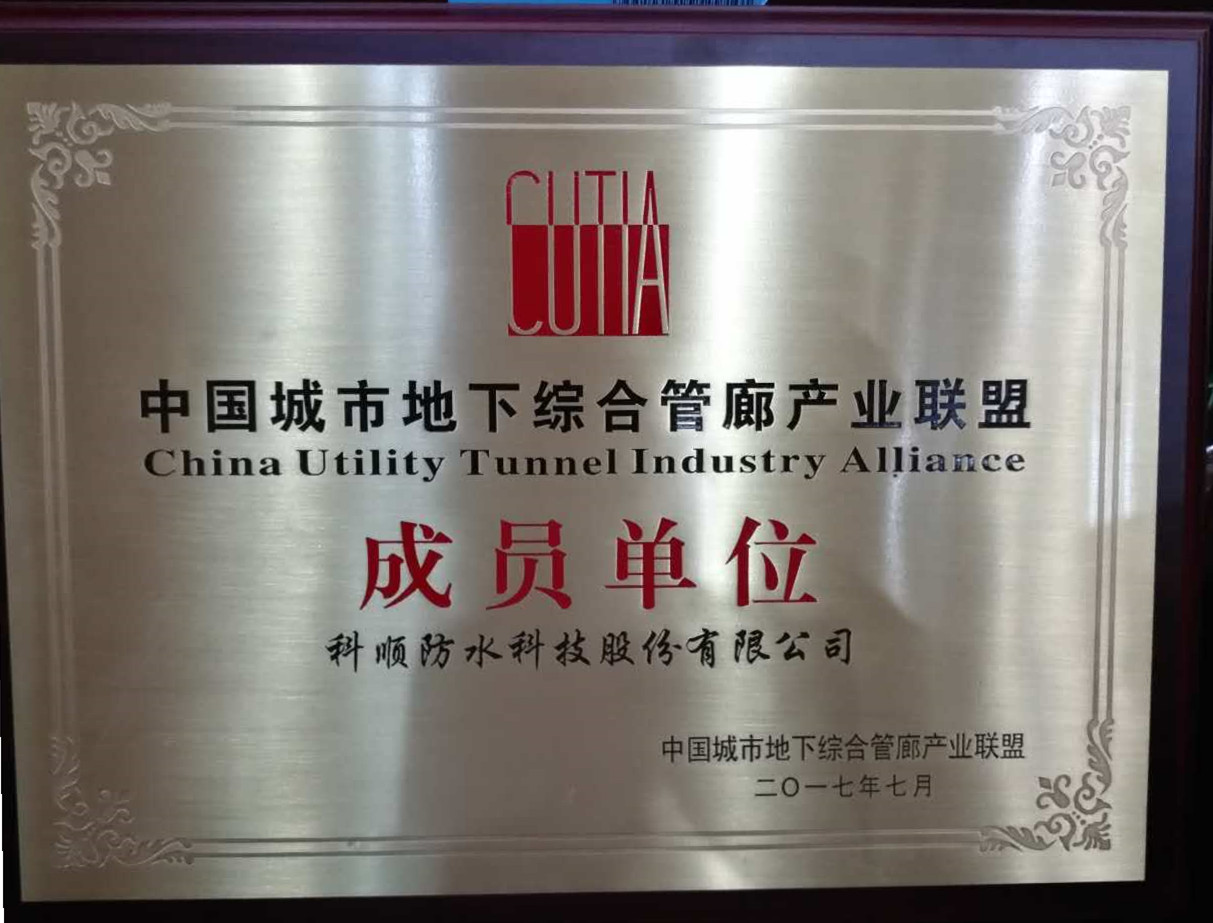 CUTIA
中国城市地下综合管廊产业联盟
China Utility Tunnel Industry Alliance
成员单位
科顺防水科技股份有限公司
中国城市地下综合管廊产业联盟
二〇一七年七月